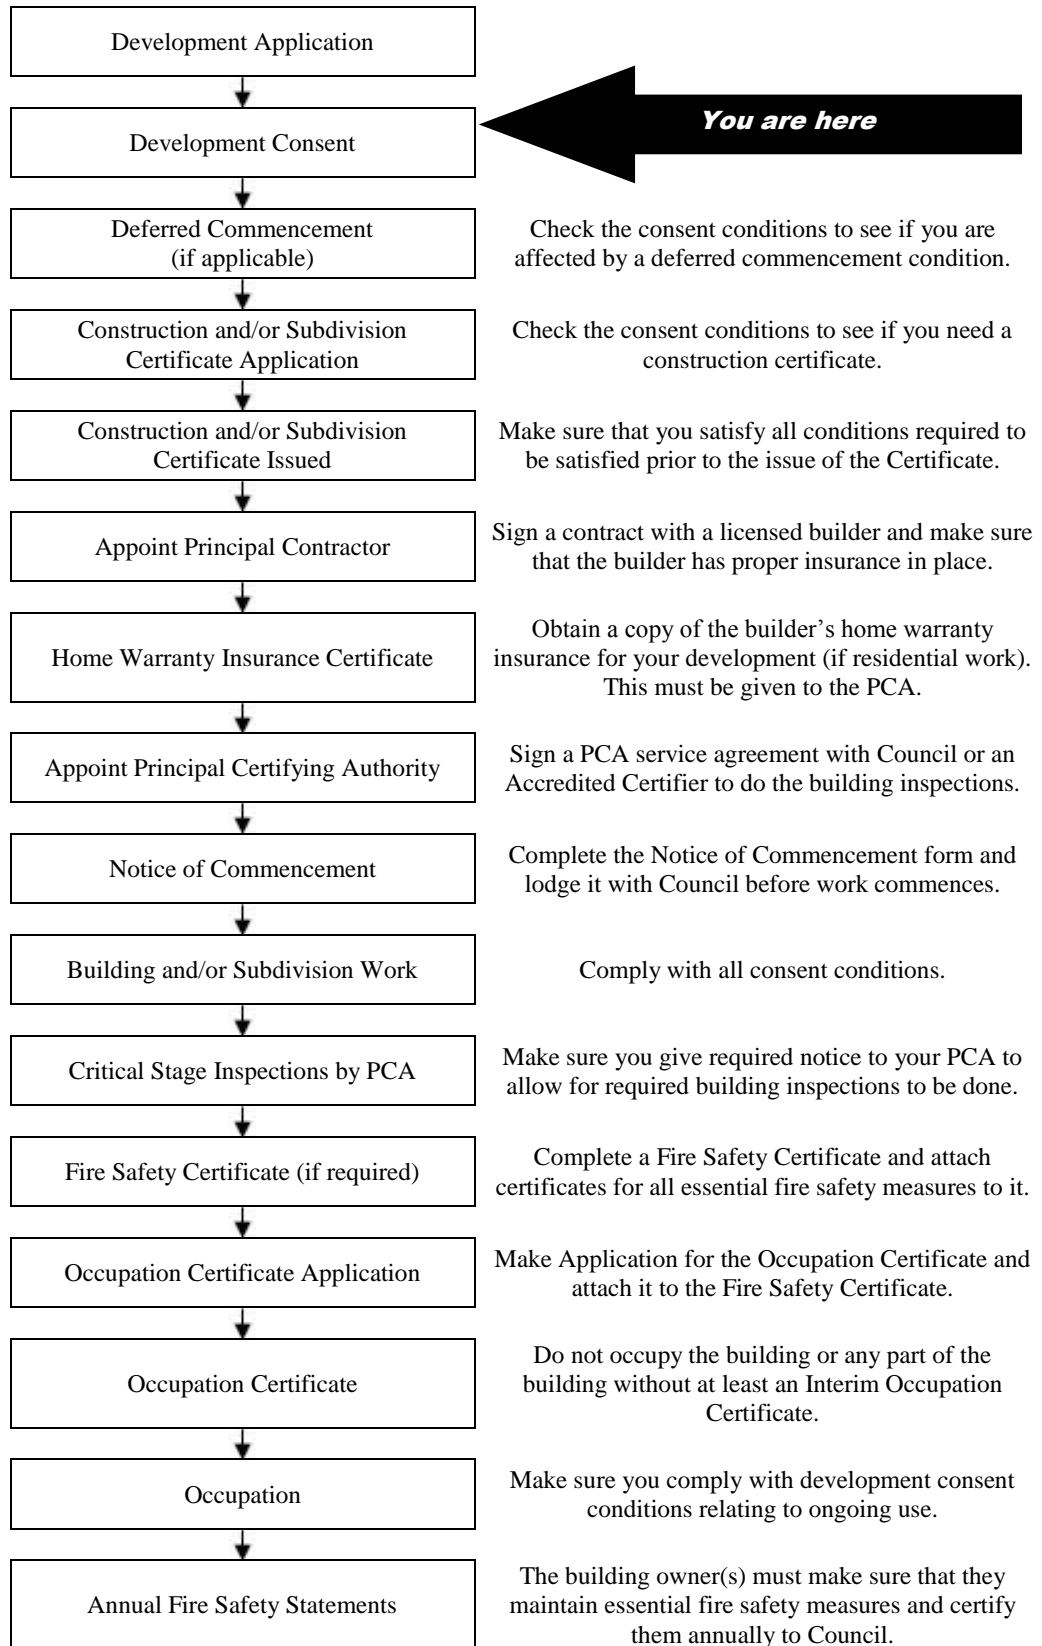 Development Application
Development Consent
You are here
Deferred Commencement
(if applicable)
Check the consent conditions to see if you are
affected by a deferred commencement condition.
Construction and/or Subdivision
Certificate Application
Check the consent conditions to see if you need a
construction certificate.
Construction and/or Subdivision
Certificate Issued
Make sure that you satisfy all conditions required to
be satisfied prior to the issue of the Certificate.
Appoint Principal Contractor
Sign a contract with a licensed builder and make sure
that the builder has proper insurance in place.
Home Warranty Insurance Certificate
Obtain a copy of the builder’s home warranty
insurance for your development (if residential work).
This must be given to the PCA.
Appoint Principal Certifying Authority
Sign a PCA service agreement with Council or an
Accredited Certifier to do the building inspections.
Notice of Commencement
Complete the Notice of Commencement form and
lodge it with Council before work commences.
Building and/or Subdivision Work
Comply with all consent conditions.
Critical Stage Inspections by PCA
Make sure you give required notice to your PCA to
allow for required building inspections to be done.
Fire Safety Certificate (if required)
Complete a Fire Safety Certificate and attach
certificates for all essential fire safety measures to it.
Occupation Certificate Application
Make Application for the Occupation Certificate and
attach it to the Fire Safety Certificate.
Occupation Certificate
Do not occupy the building or any part of the
building without at least an Interim Occupation
Certificate.
Occupation
Make sure you comply with development consent
conditions relating to ongoing use.
Annual Fire Safety Statements
The building owner(s) must make sure that they
maintain essential fire safety measures and certify
them annually to Council.